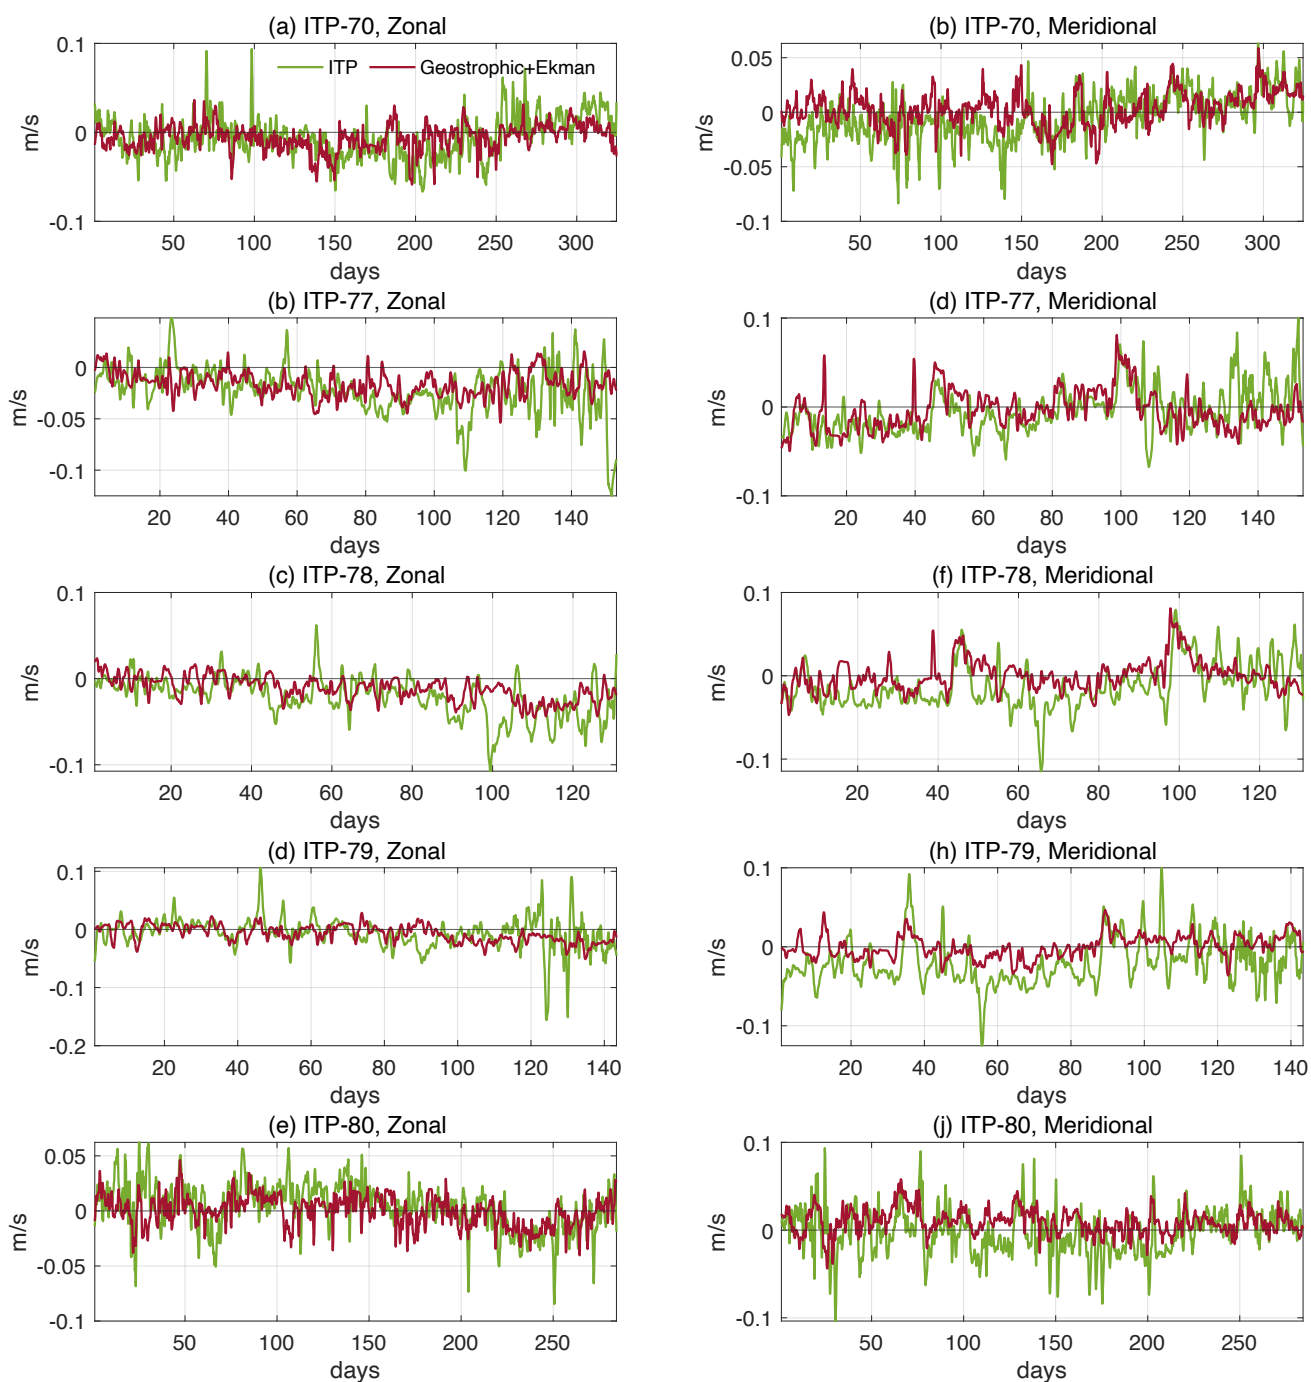 (a) ITP-70, Zonal
0.1
0
-0.1
m/s
ITP
Geostrophic+Ekman
50 100 150 200 250 300
days
(b) ITP-70, Meridional
0.05
0
-0.05
m/s
50 100 150 200 250 300
days
(b) ITP-77, Zonal
0
-0.05
-0.1
m/s
20 40 60 80 100 120 140
days
(d) ITP-77, Meridional
0.1
0
-0.1
m/s
20 40 60 80 100 120 140
days
(c) ITP-78, Zonal
0.1
0
-0.1
m/s
20 40 60 80 100 120
days
(f) ITP-78, Meridional
0.1
0
-0.1
m/s
20 40 60 80 100 120
days
(d) ITP-79, Zonal
0.1
0
-0.1
-0.2
m/s
20 40 60 80 100 120 140
days
(h) ITP-79, Meridional
0.1
0
-0.1
m/s
20 40 60 80 100 120 140
days
(e) ITP-80, Zonal
0.05
0
-0.05
-0.1
m/s
50 100 150 200 250
days
(j) ITP-80, Meridional
0.1
0
-0.1
m/s
50 100 150 200 250
days